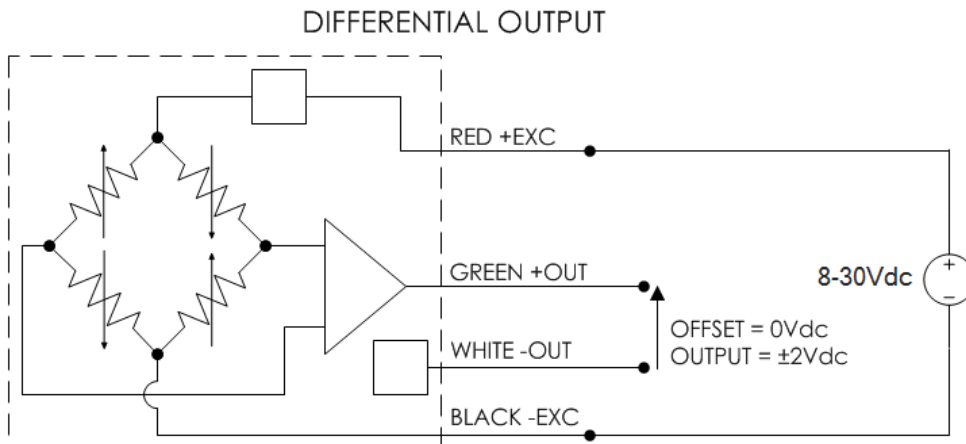 DIFFERENTIAL OUTPUT
RED +EXC
8-30Vdc
GREEN +OUT
OFFSET = 0Vdc
OUTPUT = ±2Vdc
WHITE -OUT
BLACK -EXC